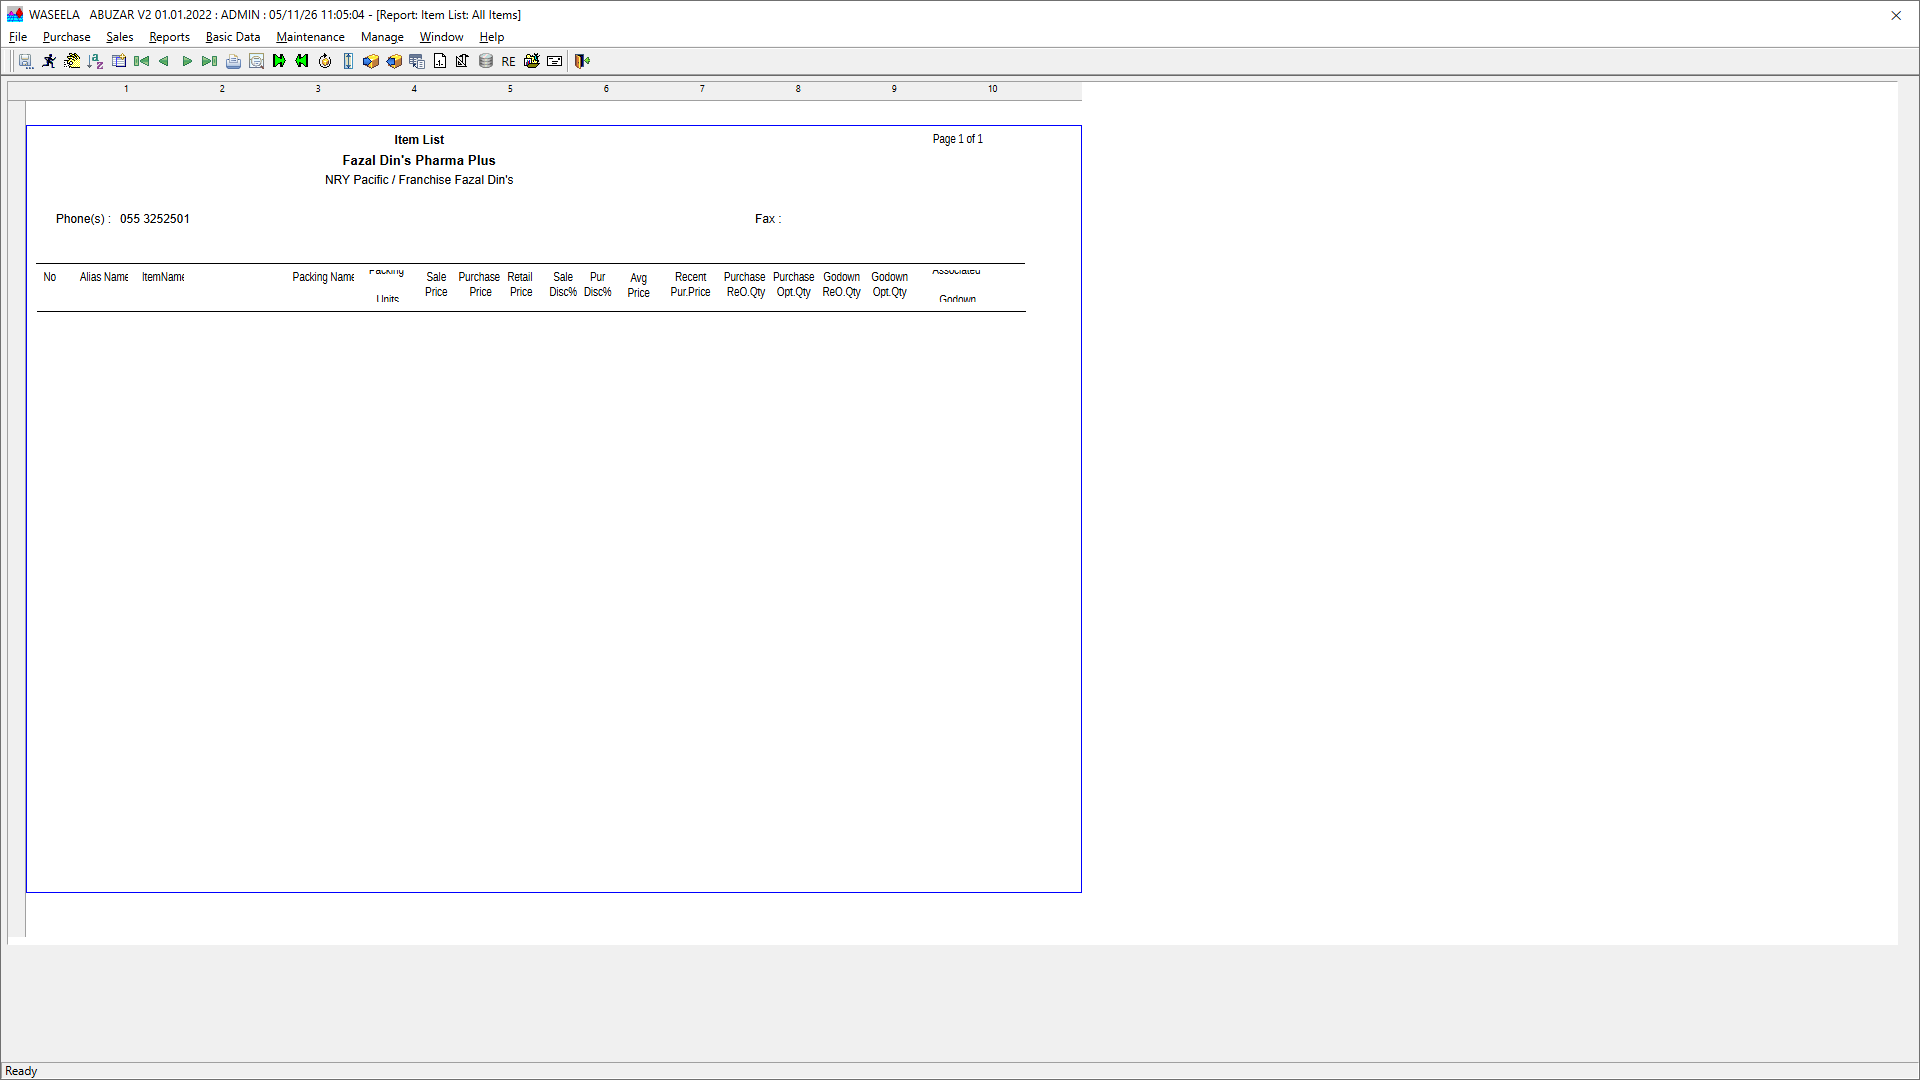 WASEELA ABUZAR V2 01.01.2022 : ADMIN : 05/11/26 11:05:04 - [Report: Item List: All Items]
File Purchase Sales Reports Basic Data Maintenance Manage Window Help
RE
1 2 3 4 5 6 7 8 9 10
Item List
Page 1 of 1
Fazal Din's Pharma Plus
NRY Pacific / Franchise Fazal Din's
Phone(s) : 055 3252501 Fax :
No Alias Name ItemName Packing Name Packing Sale Purchase Retail Sale Pur Avg Recent Purchase Purchase Godown Godown Associated
Units Price Price Price Disc% Disc% Price Pur.Price ReO.Qty Opt.Qty ReO.Qty Opt.Qty Godown
Ready